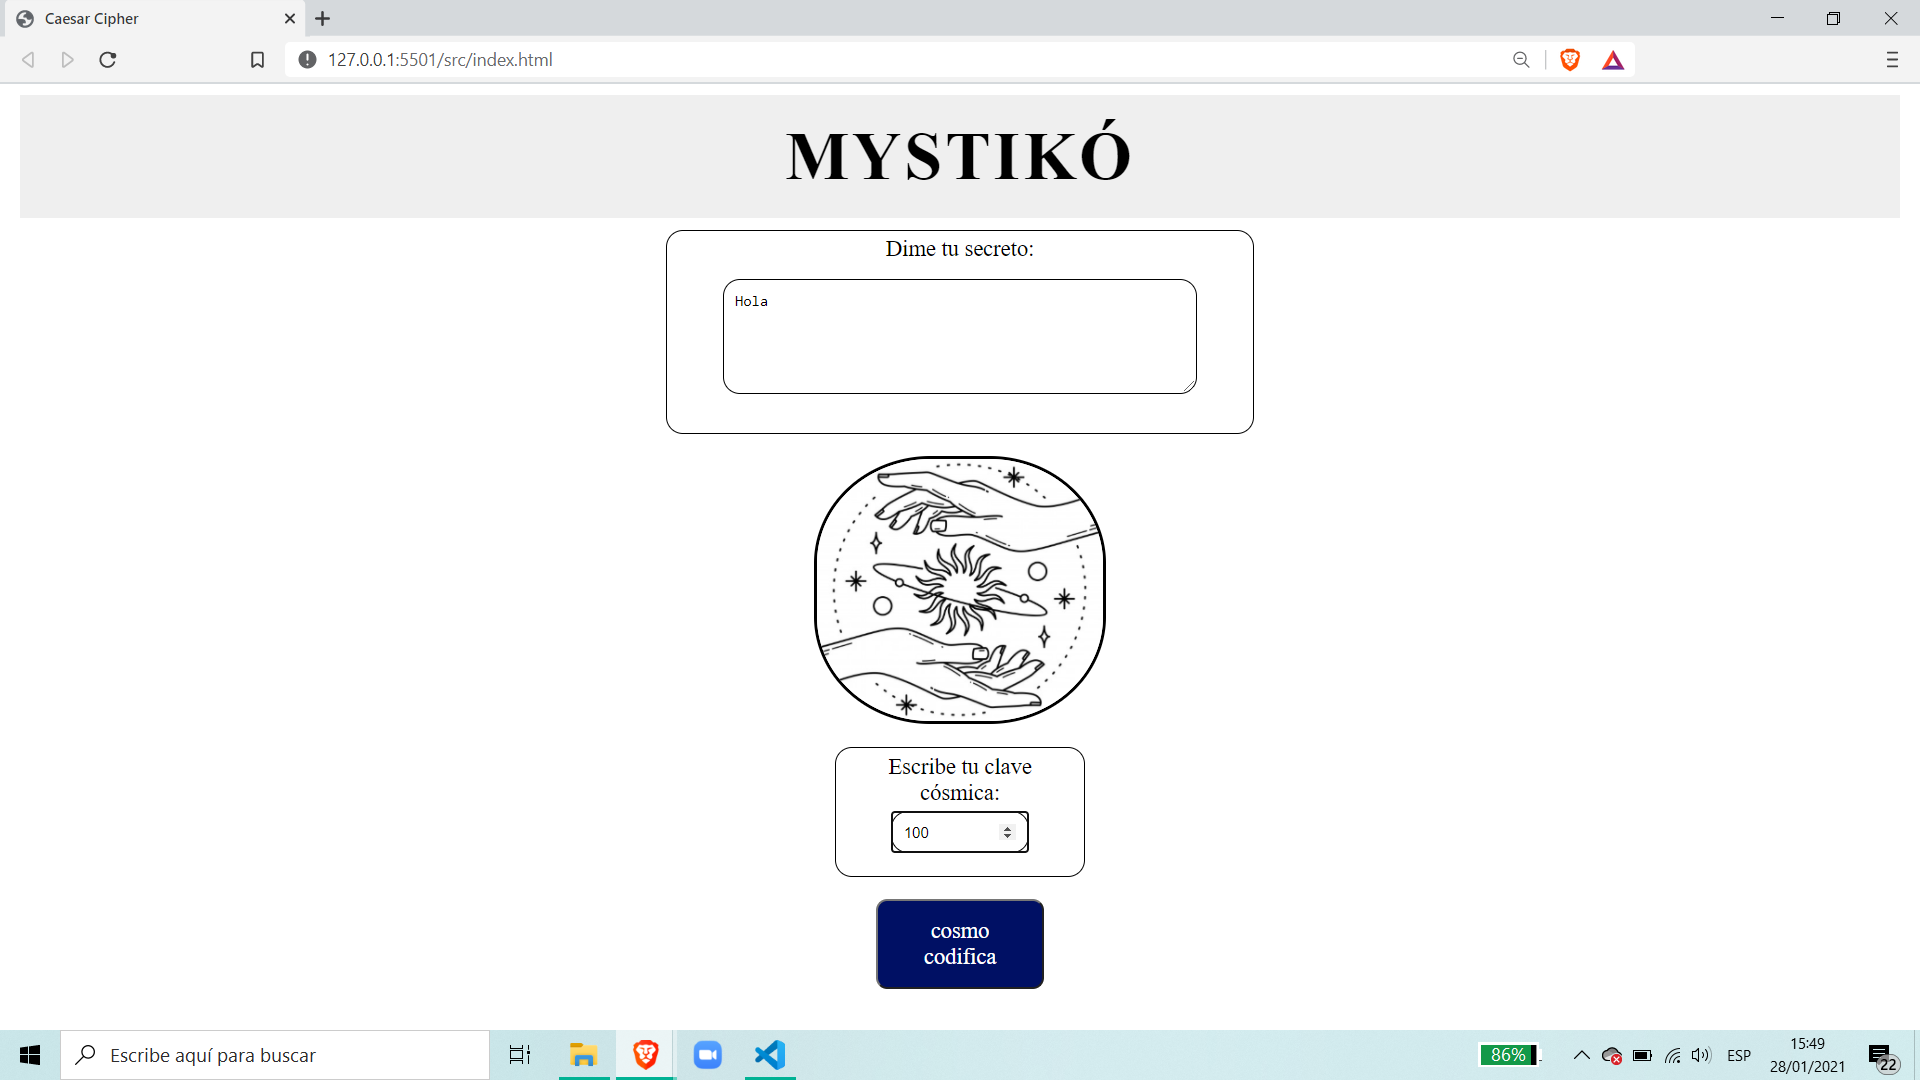 Caesar Cipher
127.0.0.1:5501/src/index.html
MYSTIKÓ
Dime tu secreto:
Hola
Escribe tu clave
cósmica:
100
cosmo
codifica
Escribe aquí para buscar
86%
ESP
15:49
28/01/2021
22